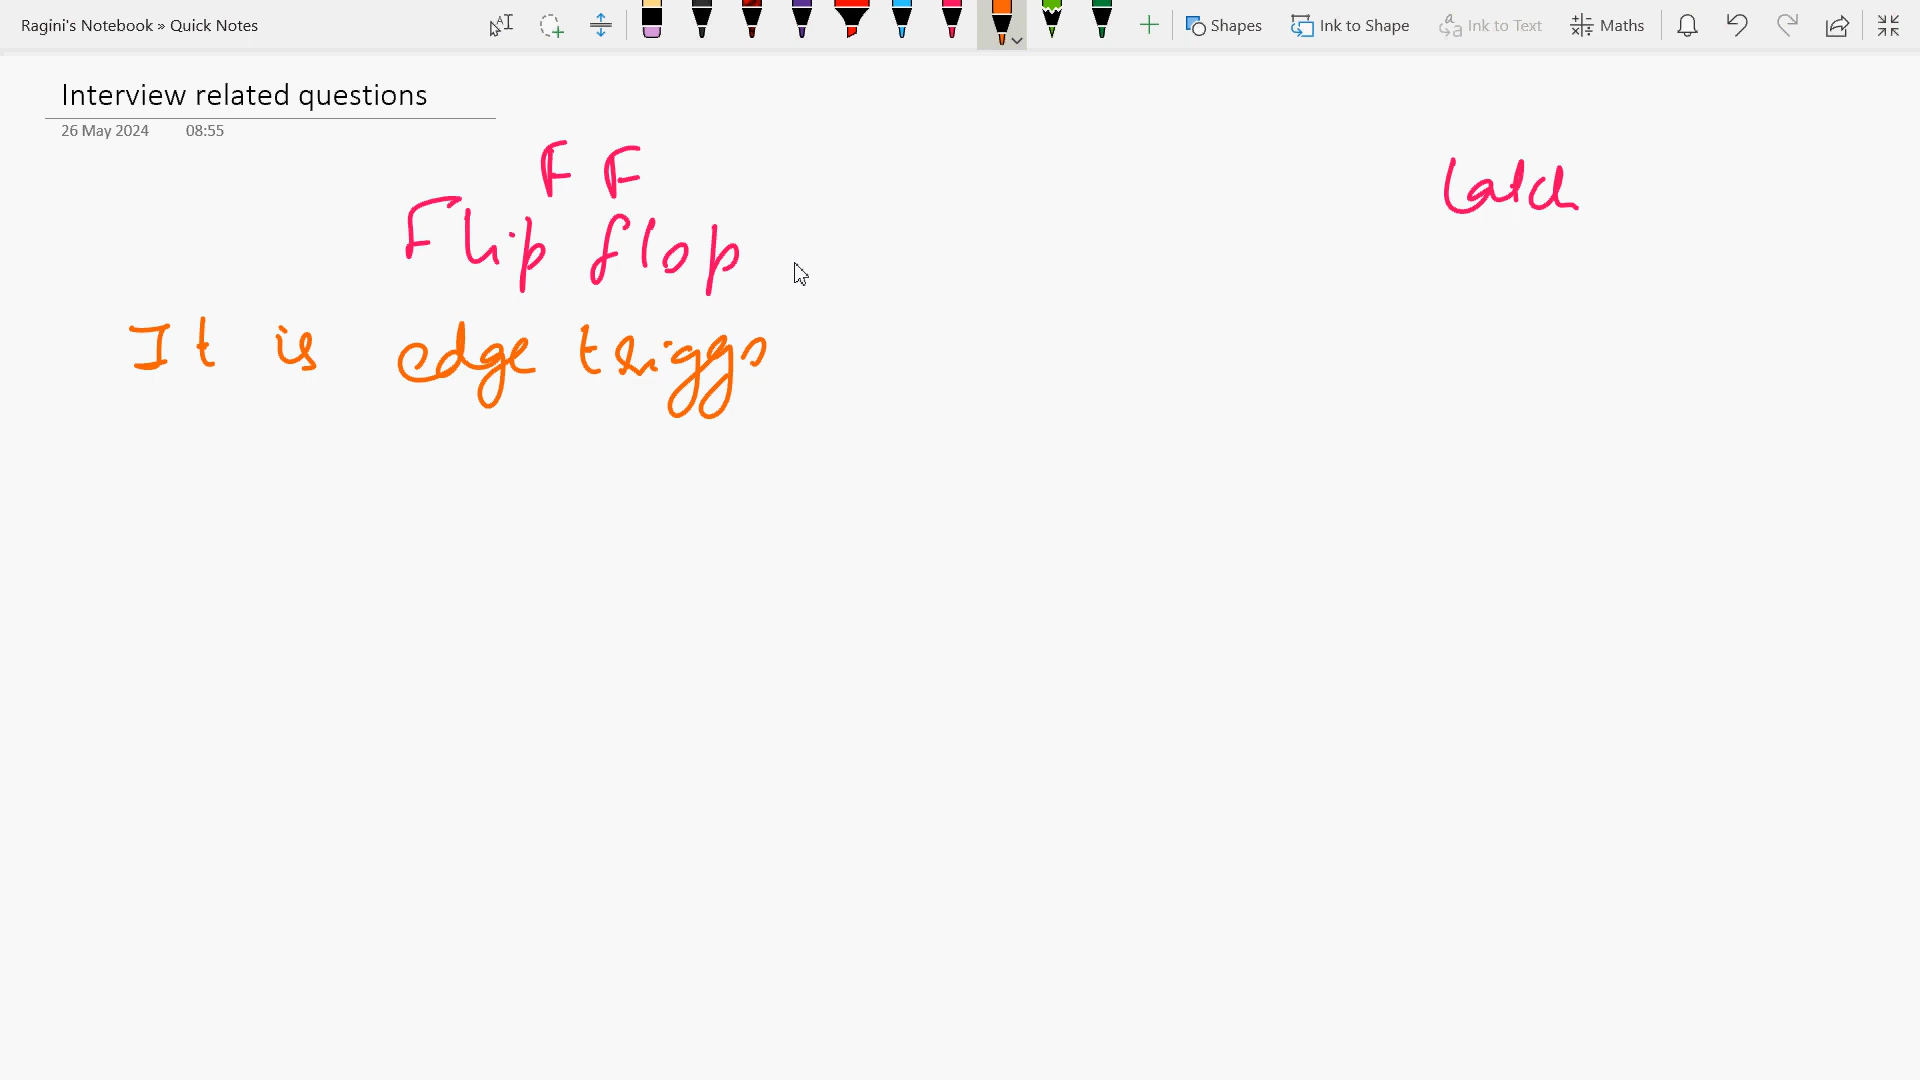 Ragini's Notebook » Quick Notes
Shapes
Ink to Shape
Ink to Text
Maths
Interview related questions
26 May 2024 08:55
F F
Flip flop
Latch
It is edge trigge